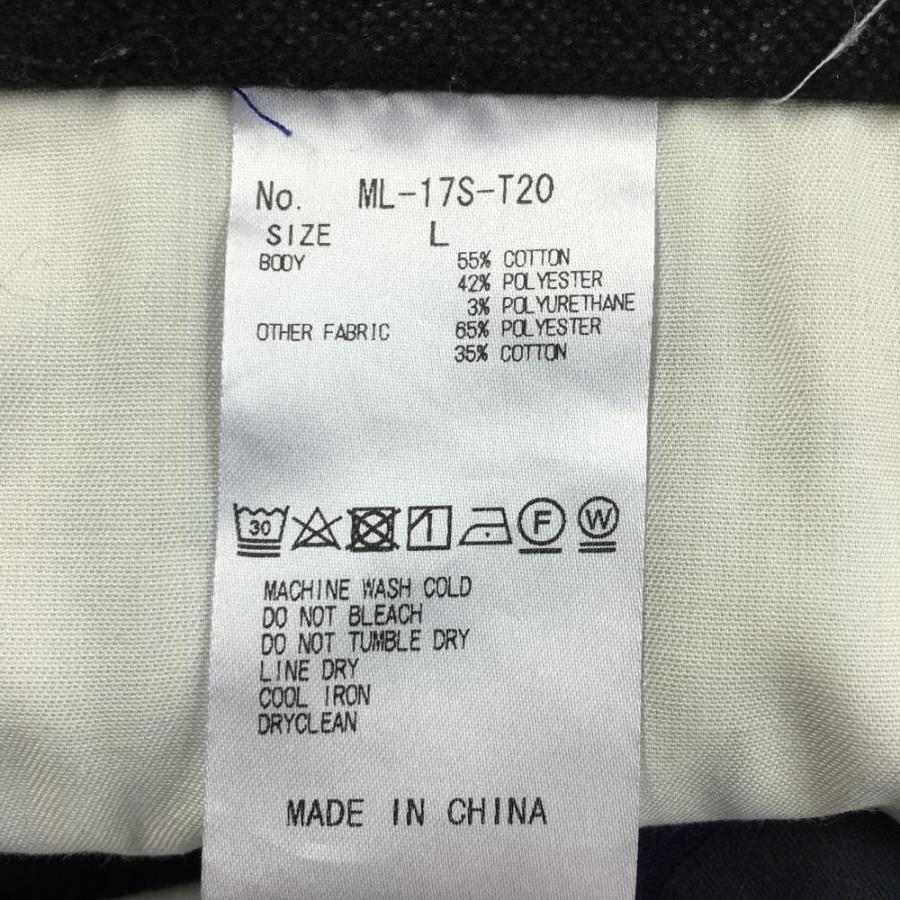 No. ML-17S-T20
SIZE L
BODY 55% COTTON
42% POLYESTER
3% POLYURETHANE
OTHER FABRIC 65% POLYESTER
35% COTTON
30 F W
MACHINE WASH COLD
DO NOT BLEACH
DO NOT TUMBLE DRY
LINE DRY
COOL IRON
DRYCLEAN
MADE IN CHINA